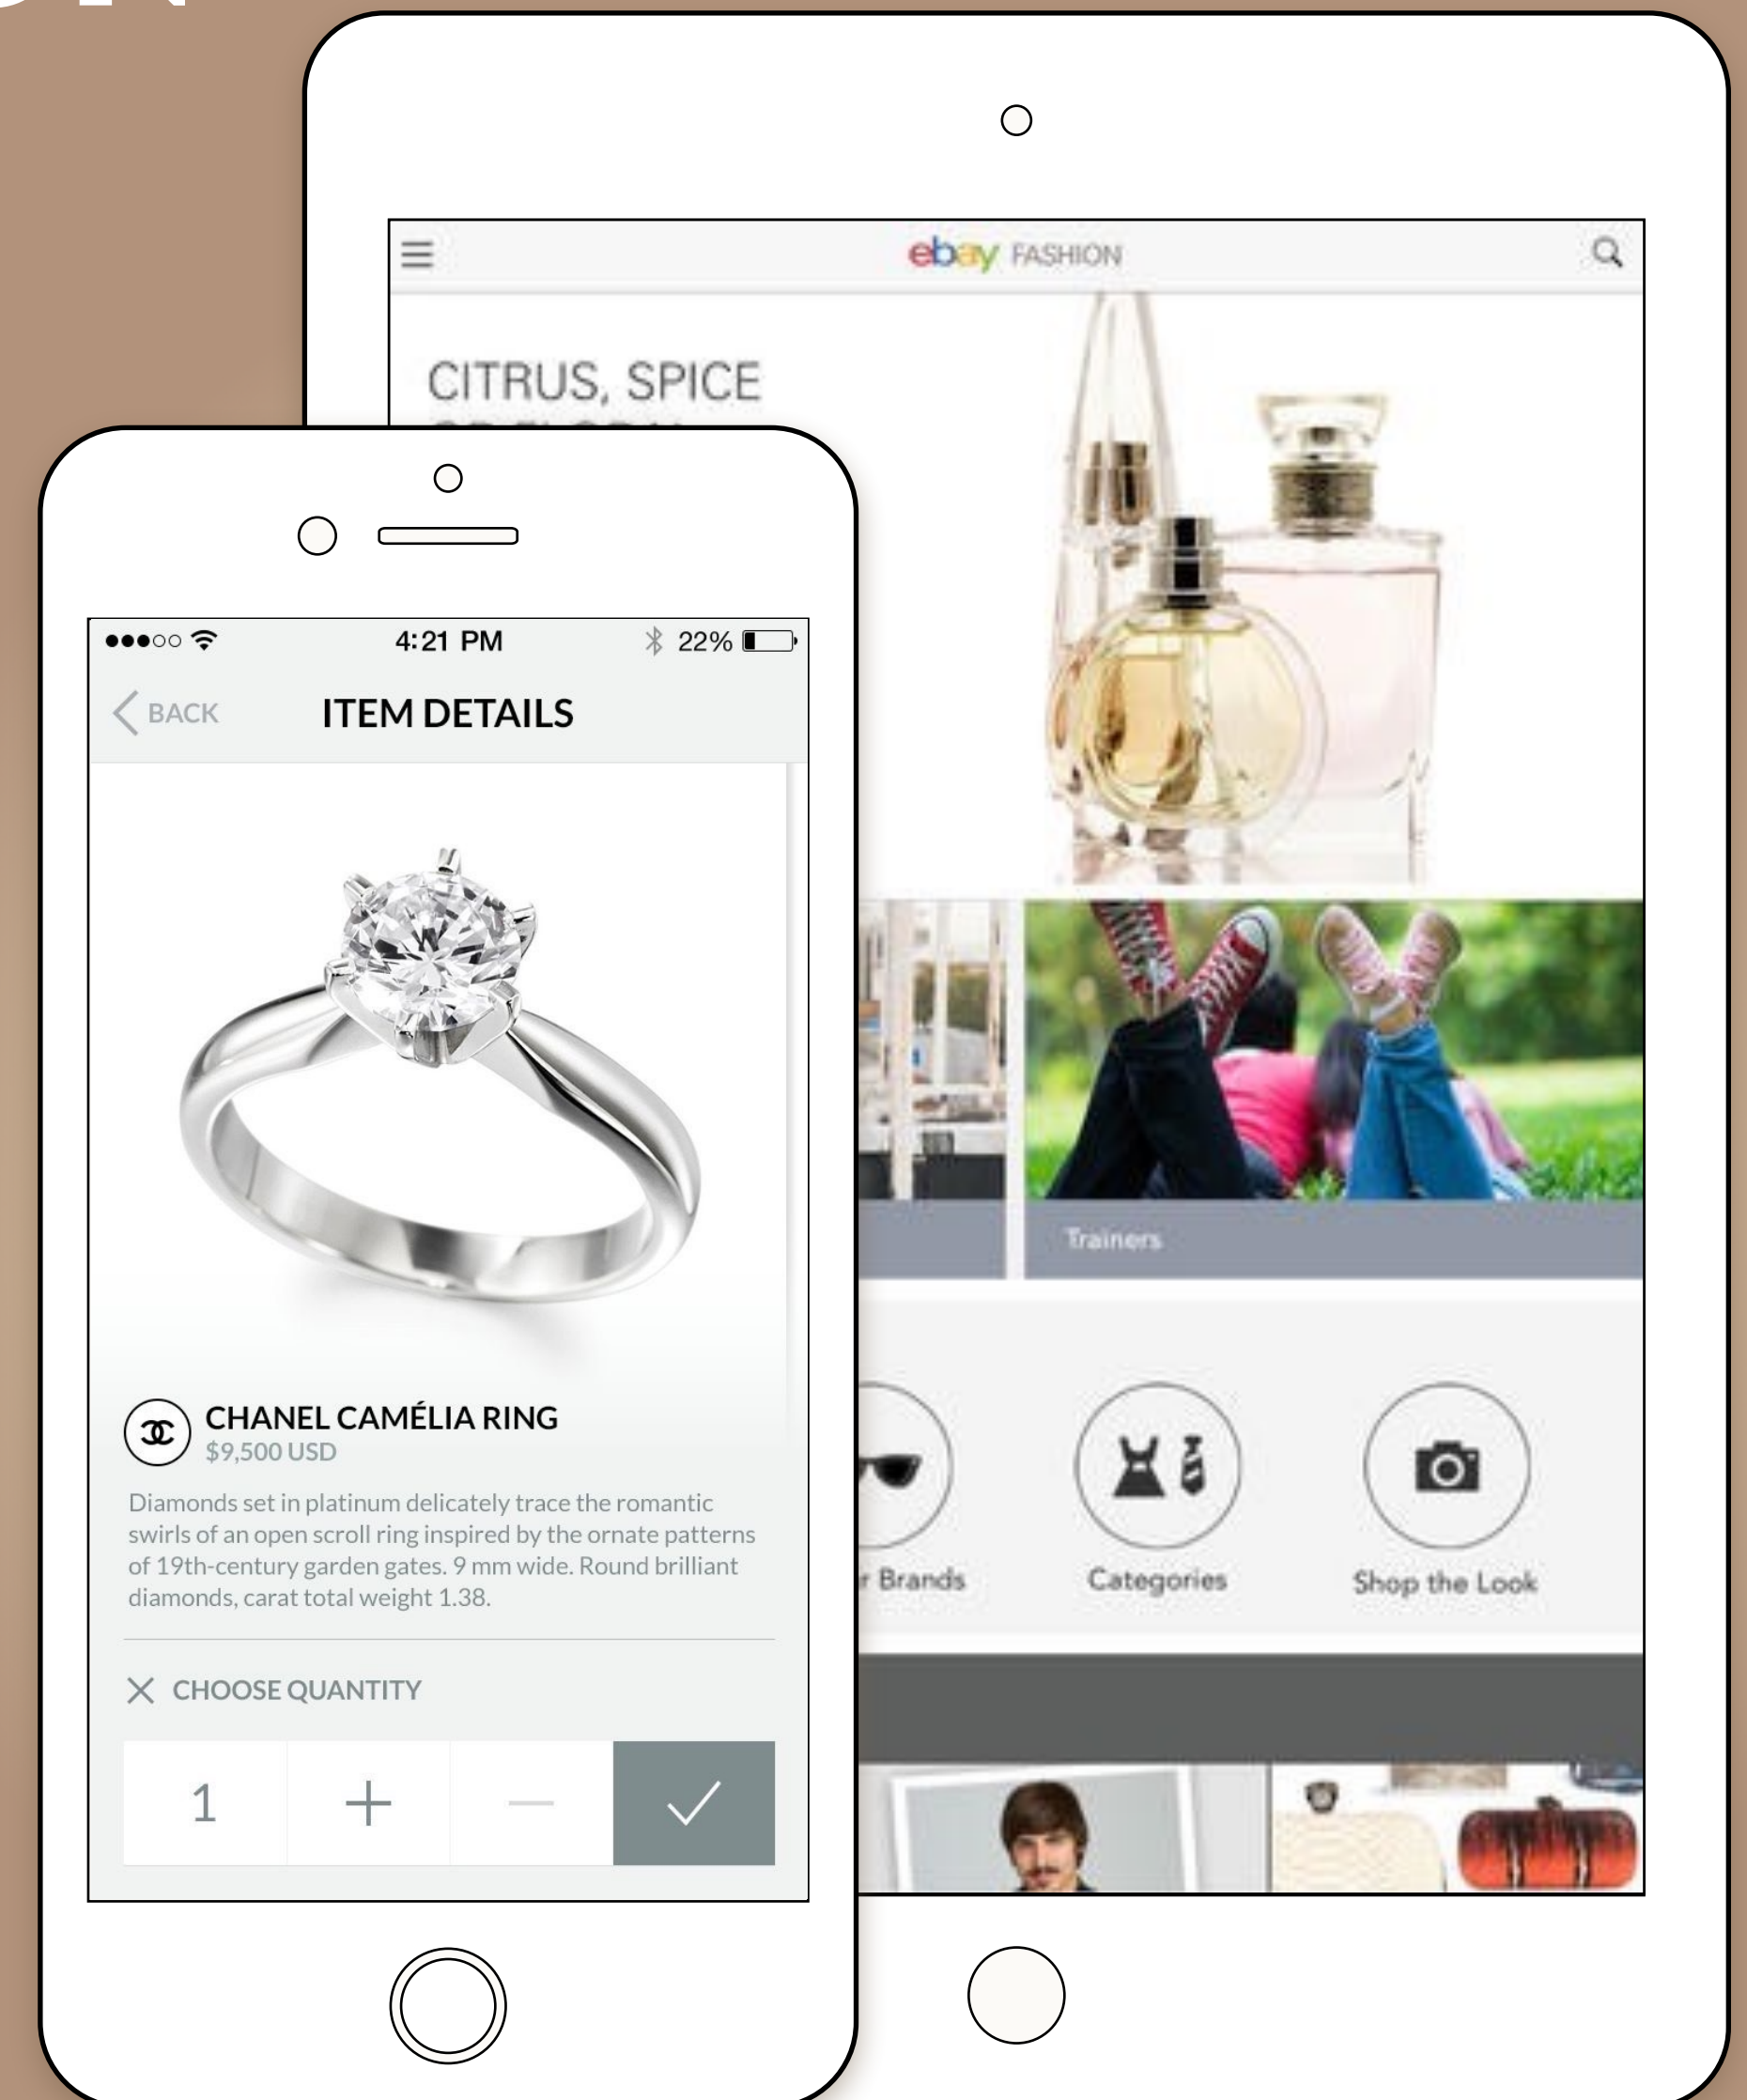 ebay FASHION
CITRUS, SPICE
4:21 PM
22%
BACK
ITEM DETAILS
Trainers
CHANEL CAMÉLIA RING
$9,500 USD
Diamonds set in platinum delicately trace the romantic
swirls of an open scroll ring inspired by the ornate patterns
of 19th-century garden gates. 9 mm wide. Round brilliant
diamonds, carat total weight 1.38.
CHOOSE QUANTITY
1
Brands
Categories
Shop the Look